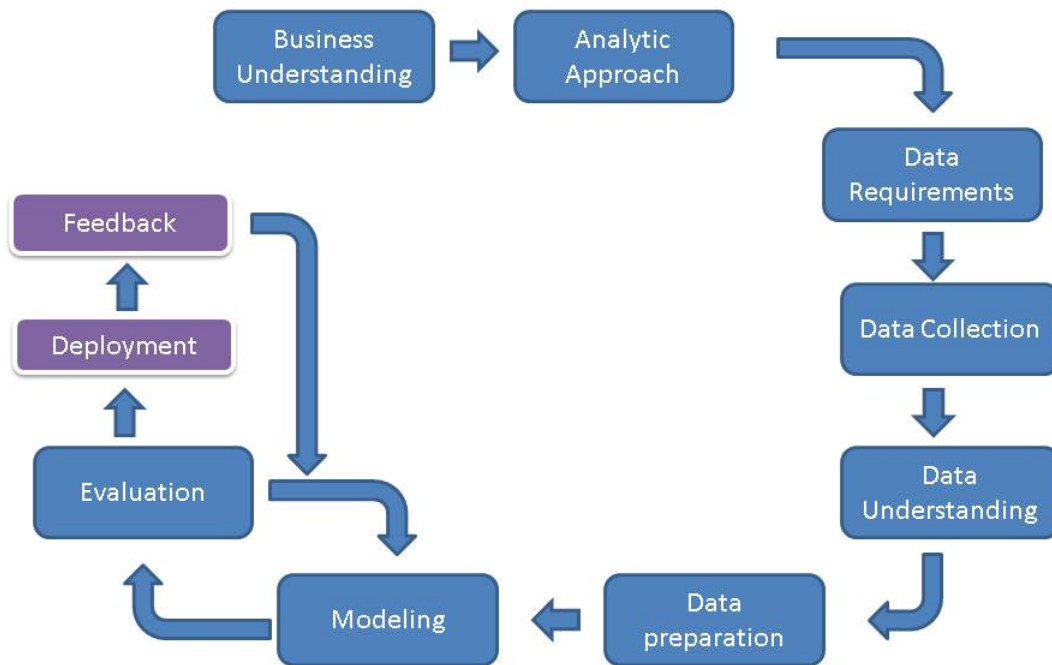 Business
Understanding
Analytic
Approach
Data
Requirements
Data Collection
Data
Understanding
Data
preparation
Modeling
Evaluation
Deployment
Feedback